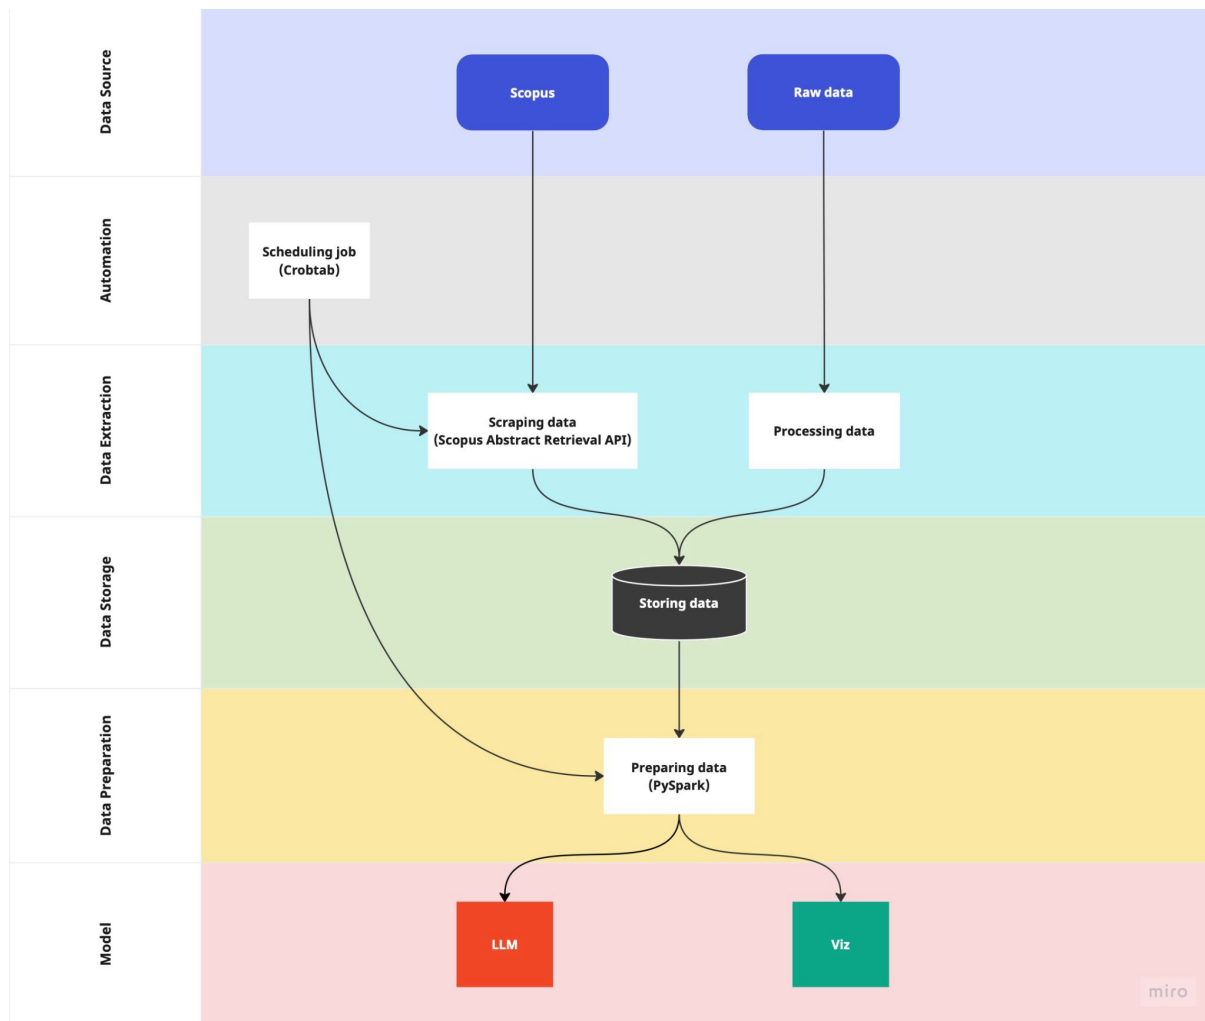 Data Source
Scopus
Raw data
Automation
Scheduling job
(Crobtab)
Data Extraction
Scraping data
(Scopus Abstract Retrieval API)
Processing data
Data Storage
Storing data
Data Preparation
Preparing data
(PySpark)
Model
LLM
Viz
miro